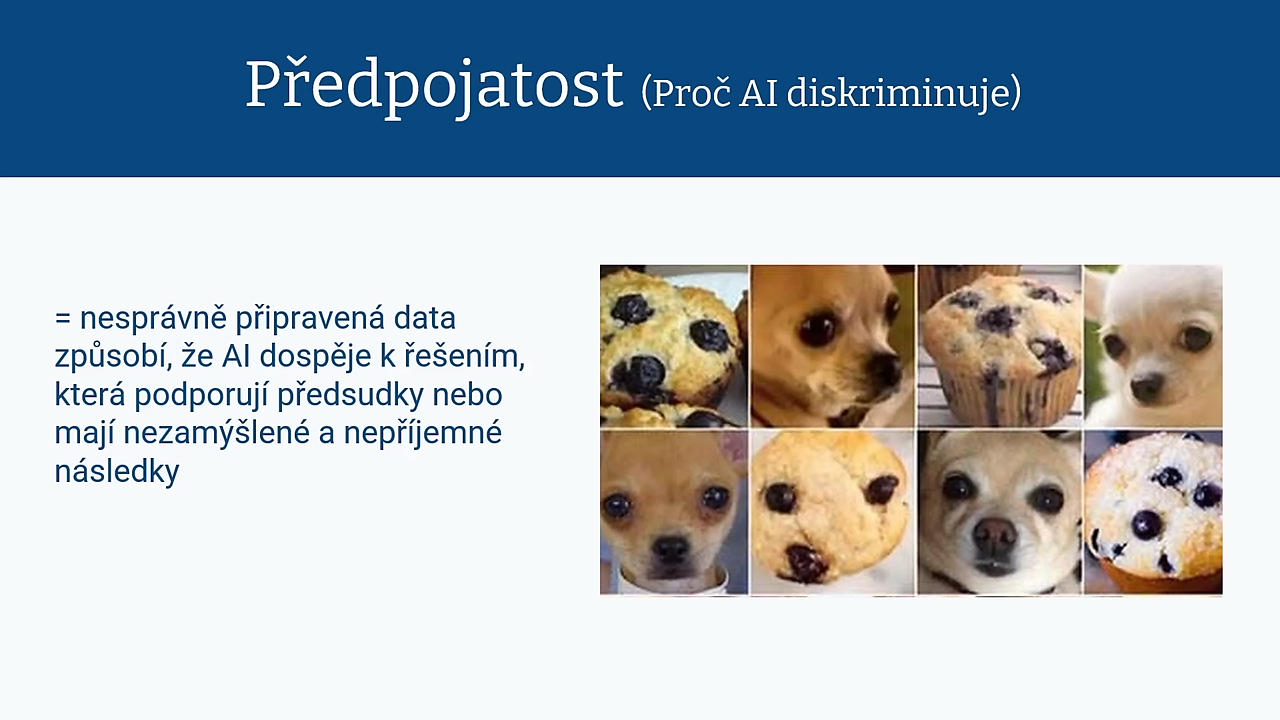 Předpojatost (Proč AI diskriminuje)
= nesprávně připravená data
způsobí, že AI dospěje k řešením,
která podporují předsudky nebo
mají nezamýšlené a nepříjemné
následky